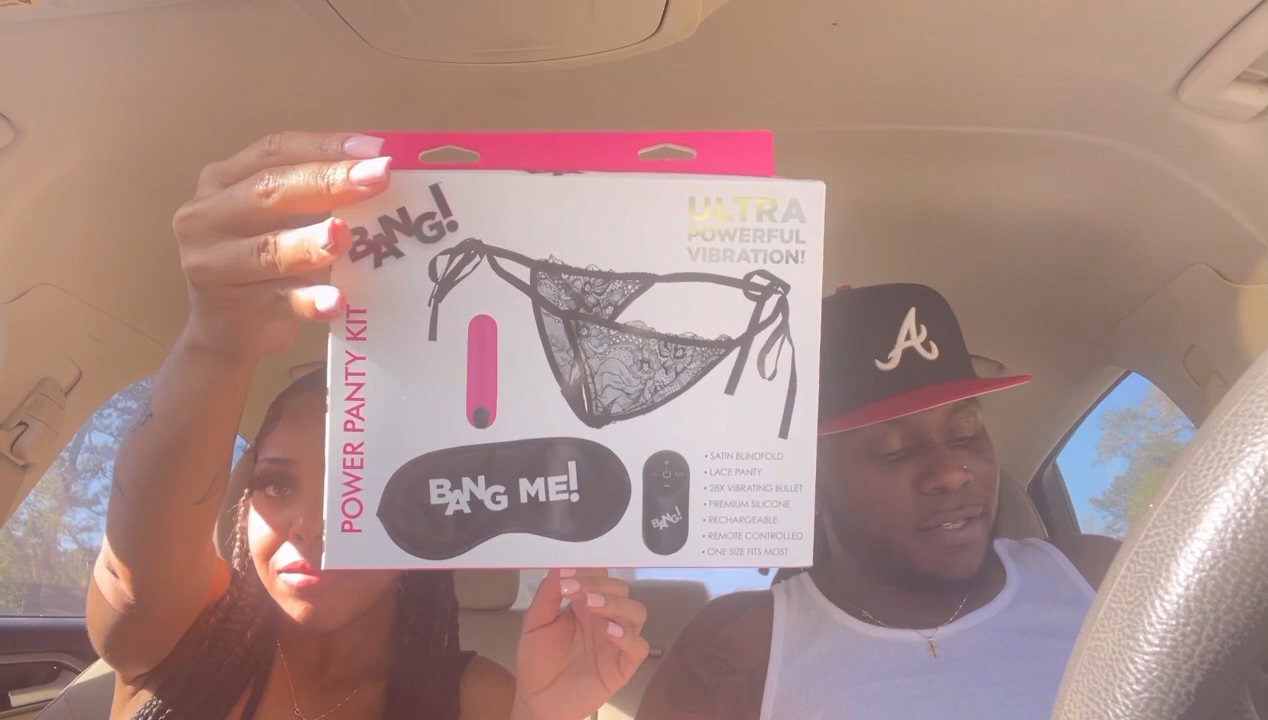 BANG!
ULTRA
POWERFUL
VIBRATION!
POWER PANTY KIT
BANG ME!
BANG!
• SATIN BLINDFOLD
• LACE PANTY
• 28X VIBRATING BULLET
• PREMIUM SILICONE
• RECHARGEABLE
• REMOTE CONTROLLED
• ONE SIZE FITS MOST
A